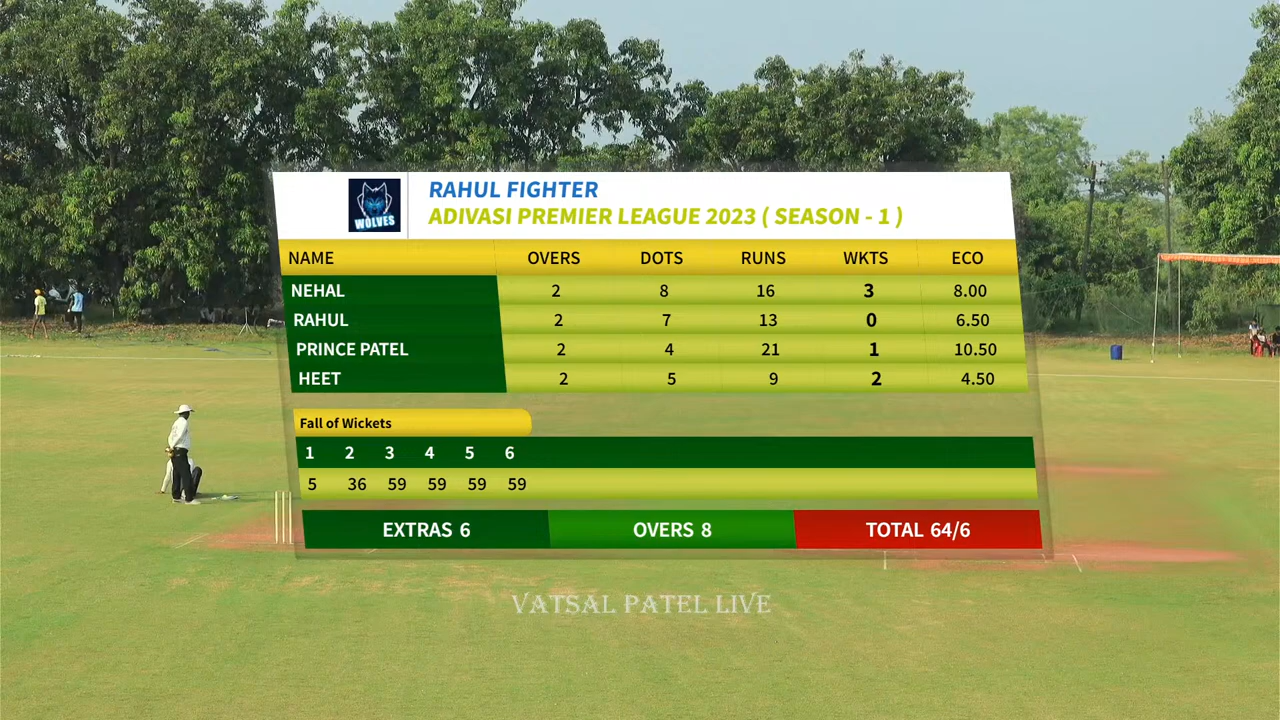 WOLVES
RAHUL FIGHTER
ADIVASI PREMIER LEAGUE 2023 ( SEASON - 1 )
NAME OVERS DOTS RUNS WKTS ECO
NEHAL 2 8 16 3 8.00
RAHUL 2 7 13 0 6.50
PRINCE PATEL 2 4 21 1 10.50
HEET 2 5 9 2 4.50
Fall of Wickets
1 2 3 4 5 6
5 36 59 59 59 59
EXTRAS 6 OVERS 8 TOTAL 64/6
VATSAL PATEL LIVE